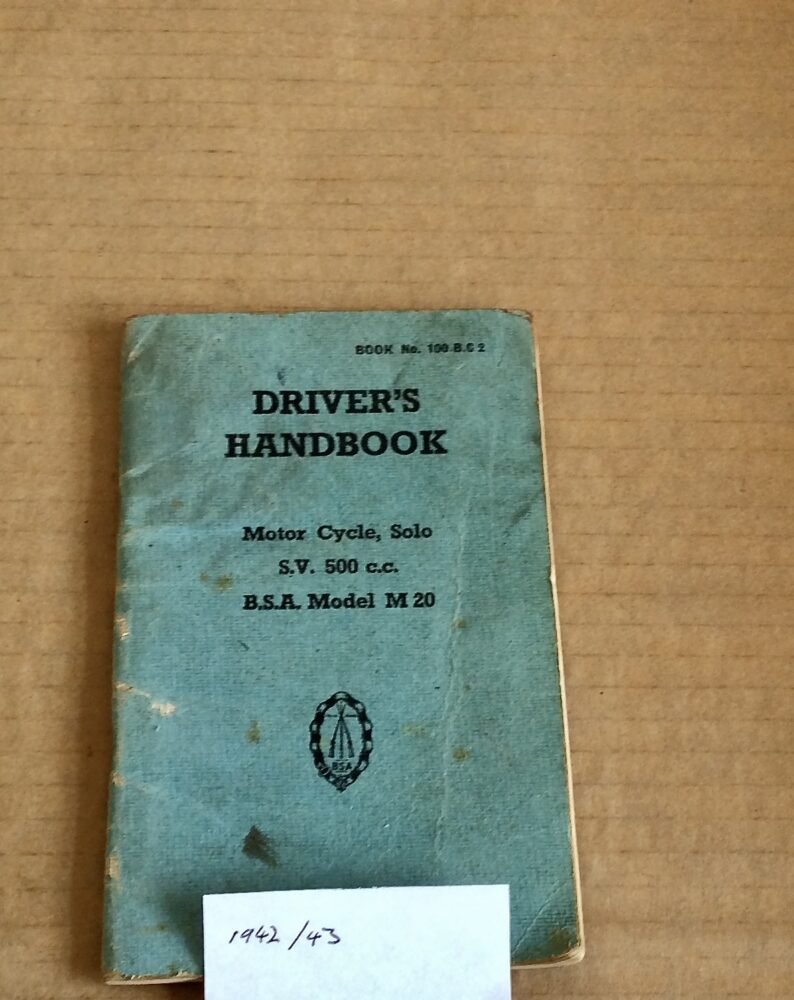 BOOK No. 100-B.C 2
DRIVER'S
HANDBOOK
Motor Cycle, Solo
S.V. 500 c.c.
B.S.A. Model M 20
BSA
1942/43